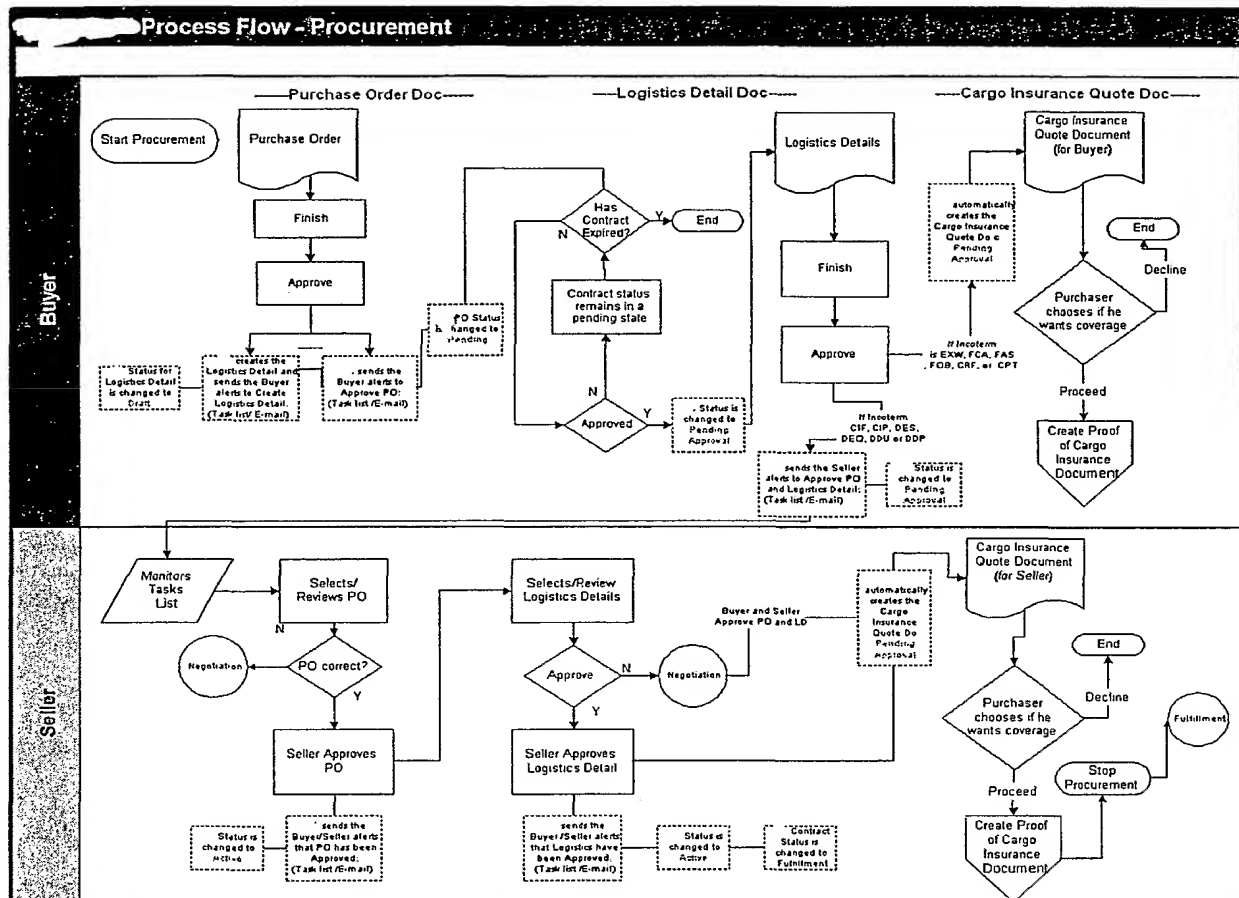 Process Flow - Procurement
Buyer
Purchase Order Doc
Logistics Detail Doc
Cargo Insurance Quote Doc
Start Procurement
Purchase Order
Finish
Approve
Status for
Logistics Detail
is changed to
Draft
creates the
Logistics Detail and
sends the Buyer
alerts to Create
Logistics Detail.
(Task list/ E-mail)
sends the
Buyer alerts to
Approve PO:
(Task list /E-mail)
PO Status
is changed to
Pending
Has
Contract
Expired?
Y
N
End
Contract status
remains in a
pending state
N
Approved
Y
Status is
changed to
Pending
Approval
Logistics Details
Finish
Approve
If Incoterm
is EXW, FCA, FAS
, FOB, CRF, or CPT
If Incoterm
CIF, CIP, DES,
DEQ, DDU or DDP
sends the Seller
alerts to Approve PO
and Logistics Detail:
(Task list /E-mail)
Status is
changed to
Pending
Approval
automatically
creates the
Cargo Insurance
Quote Do c
Pending
Approval
Cargo Insurance
Quote Document
(for Buyer)
End
Decline
Purchaser
chooses if he
wants coverage
Proceed
Create Proof
of Cargo
Insurance
Document
Seller
Monitors
Tasks
List
Selects/
Reviews PO
N
Negotiation
PO correct?
Y
Seller Approves
PO
Status is
changed to
Active
sends the
Buyer/Seller alerts
that PO has been
Approved:
(Task list /E-mail)
Selects/Review
Logistics Details
Approve
N
Negotiation
Y
Seller Approves
Logistics Detail
sends the
Buyer/Seller alerts
that Logistics have
been Approved.
(Task list /E-mail)
Status is
changed to
Active
Contract
Status is
changed to
Fulfillment
Buyer and Seller
Approve PO and LD
automatically
creates the
Cargo
Insurance
Quote Do
Pending
Approval
Cargo Insurance
Quote Document
(for Seller)
End
Decline
Purchaser
chooses if he
wants coverage
Proceed
Create Proof
of Cargo
Insurance
Document
Stop
Procurement
Fulfillment